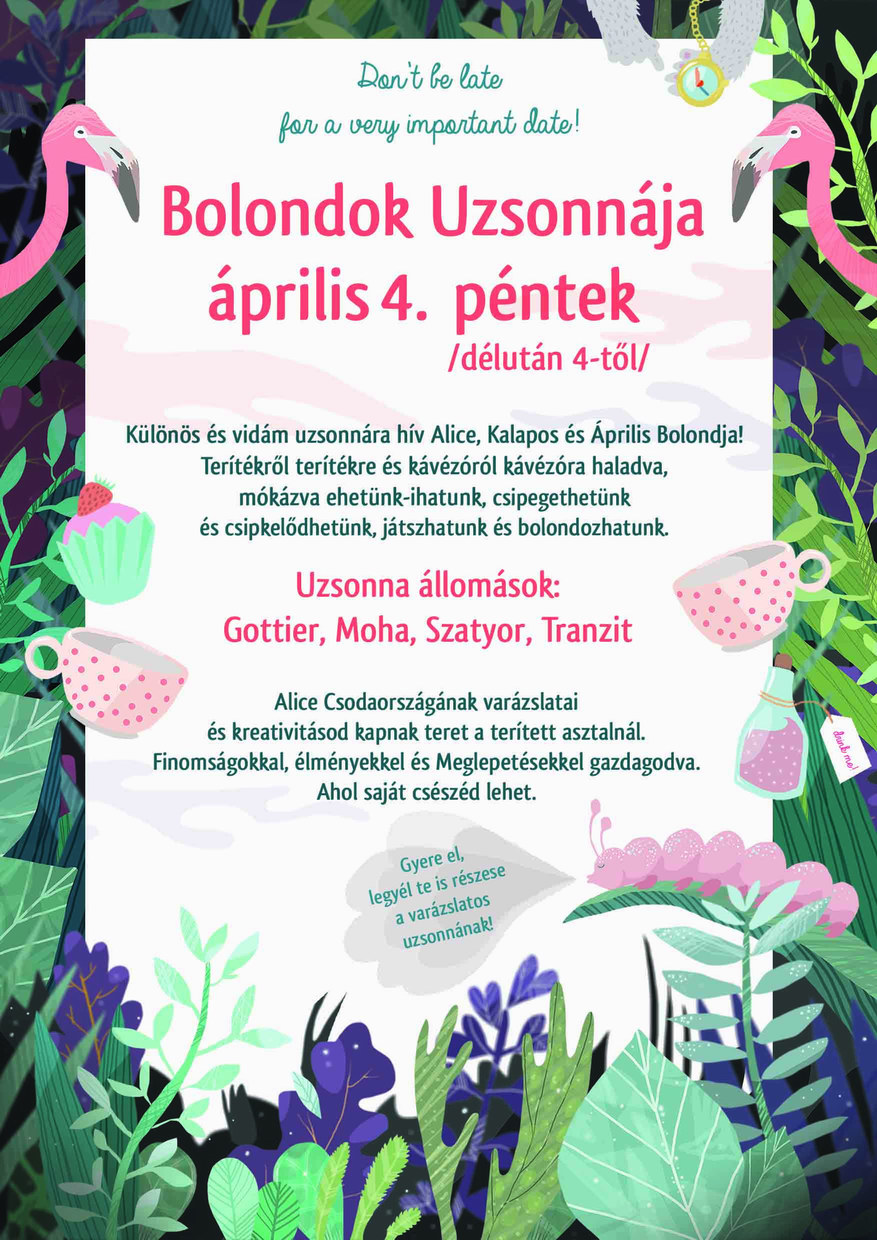 Don't be late
for a very important date!
Bolondok Uzsonnája
április 4. péntek
/délután 4-től/
Különös és vidám uzsonnára hív Alice, Kalapos és Április Bolondja!
Terítékről terítékre és kávézóról kávézóra haladva,
mókázva ehetünk-ihatunk, csipegethetünk
és csipkelődhetünk, játszhatunk és bolondozhatunk.
Uzsonna állomások:
Gottier, Moha, Szatyor, Tranzit
Alice Csodaországának varázslatai
és kreativitásod kapnak teret a terített asztalnál.
Finomságokkal, élményekkel és Meglepetésekkel gazdagodva.
Ahol saját csészéd lehet.
drink me!
Gyere el,
legyél te is részese
a varázslatos
uzsonnának!